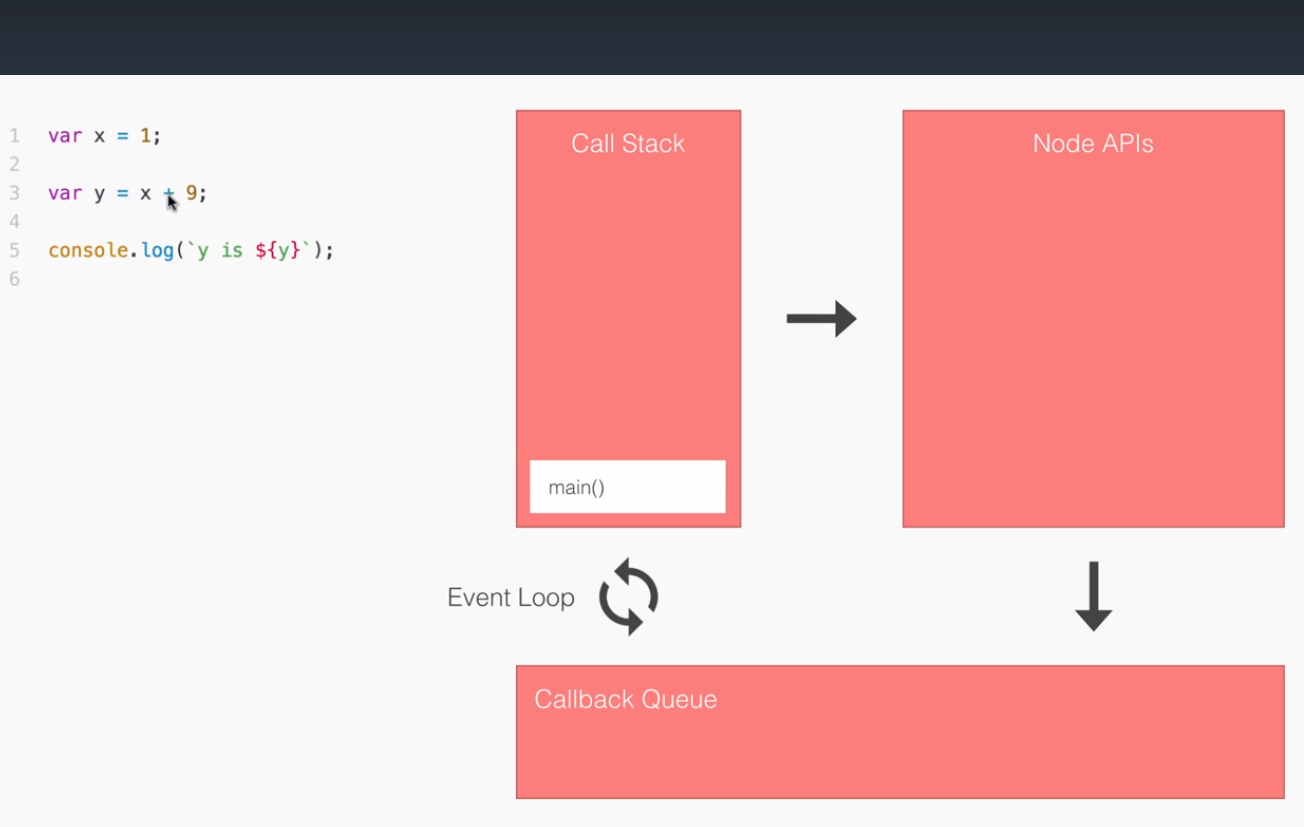 1 var x = 1;
2
3 var y = x + 9;
4
5 console.log(`y is ${y}`);
6
Call Stack
main()
Node APIs
Event Loop
Callback Queue